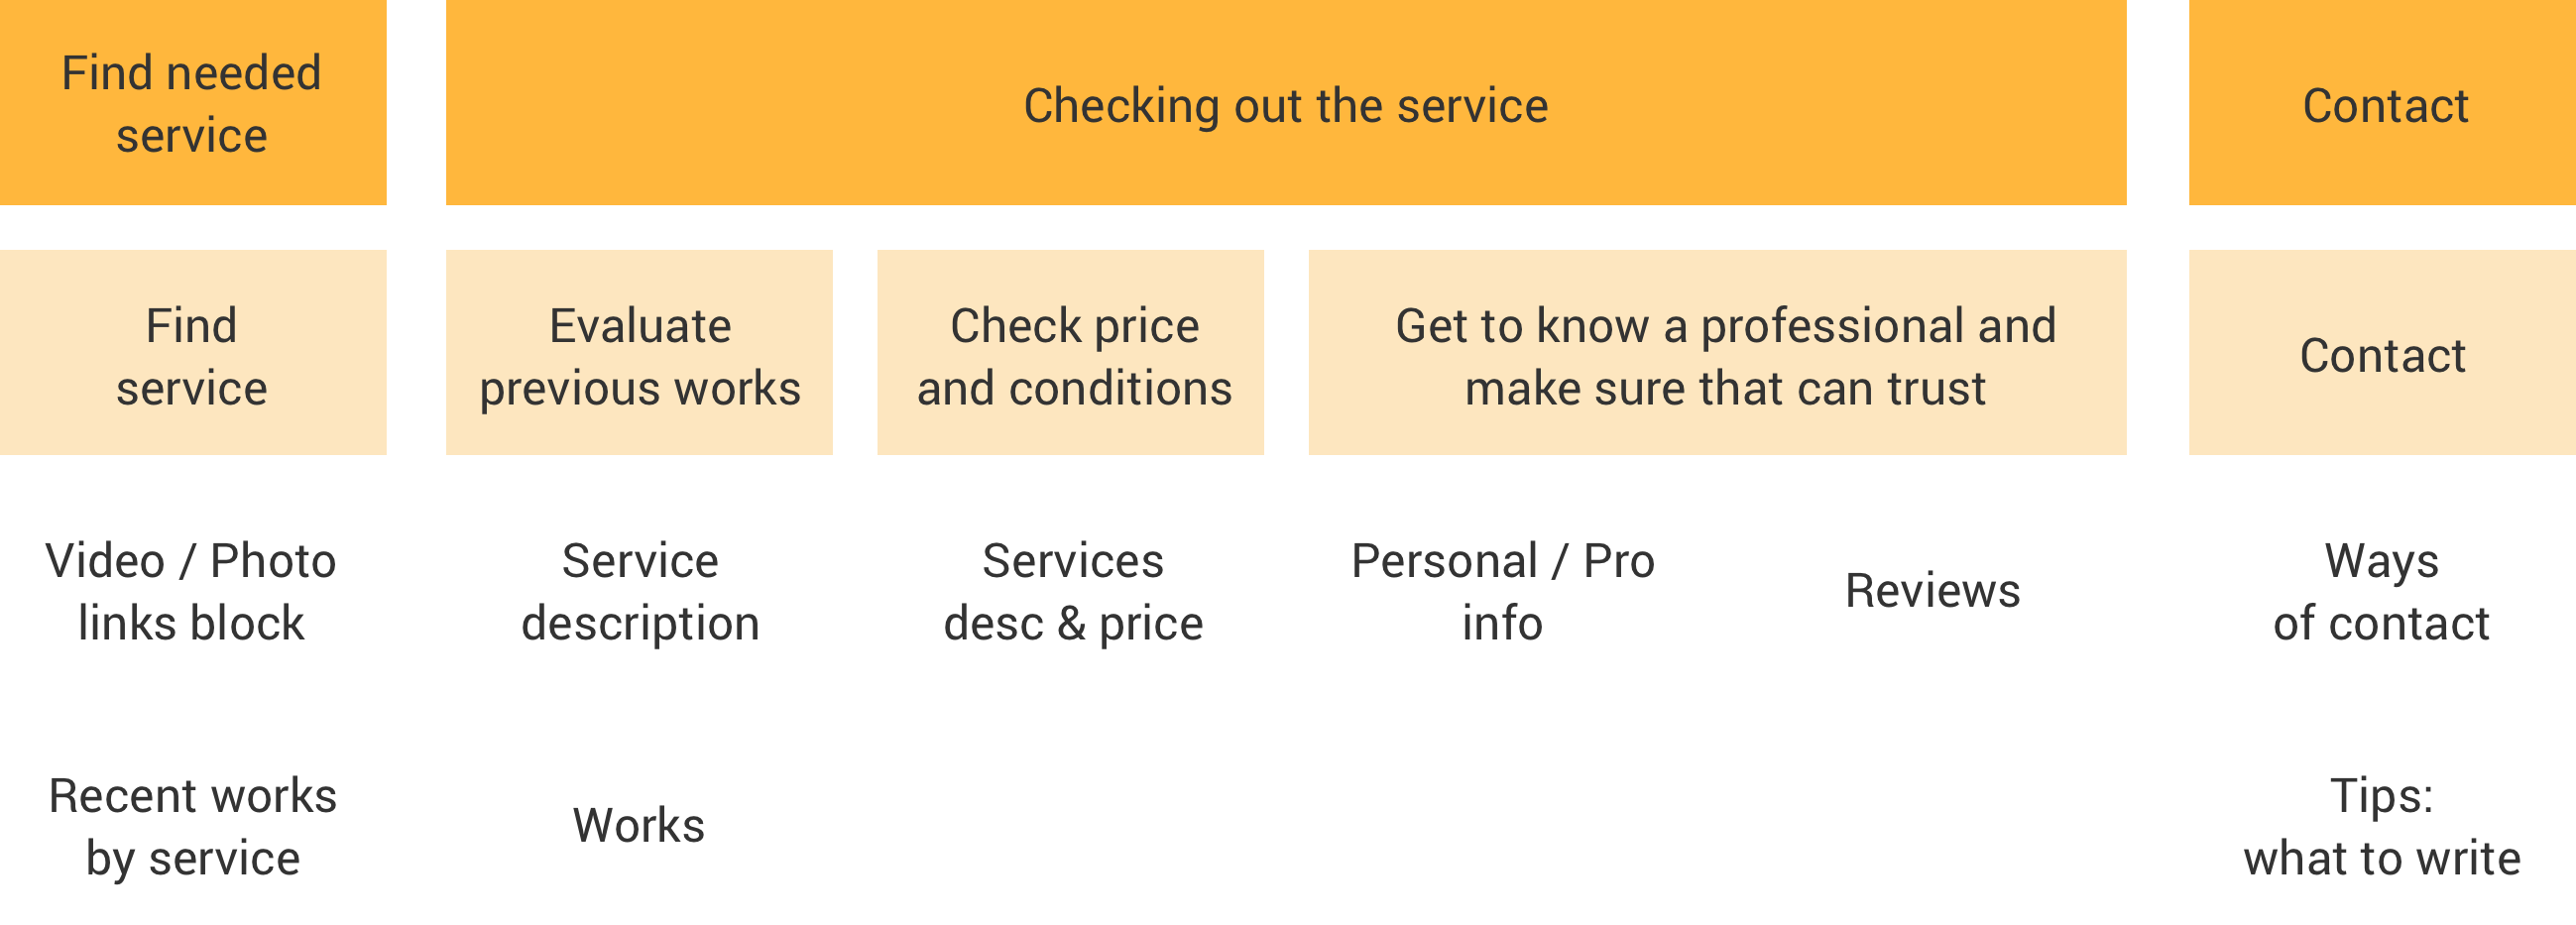 Find needed
service
Checking out the service
Contact
Find
service
Evaluate
previous works
Check price
and conditions
Get to know a professional and
make sure that can trust
Contact
Video / Photo
links block
Service
description
Services
desc & price
Personal / Pro
info
Reviews
Ways
of contact
Recent works
by service
Works
Tips:
what to write